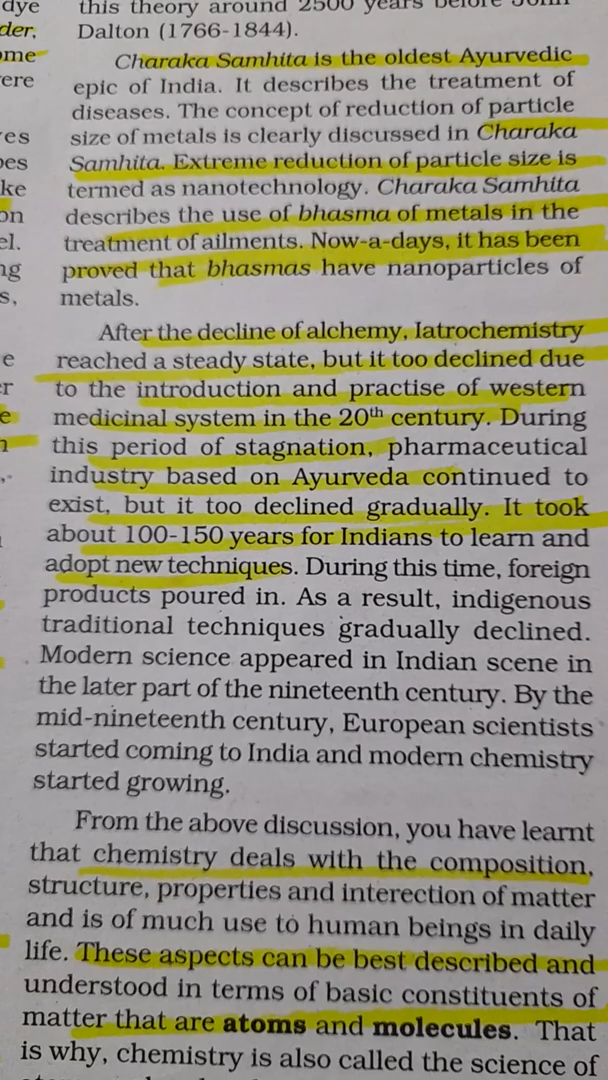 dye
der,
ome
ere
res
oes
ke
on
el.
ng
s,
e
er
e
n
this theory around 2500 years before John
Dalton (1766-1844).
Charaka Samhita is the oldest Ayurvedic
epic of India. It describes the treatment of
diseases. The concept of reduction of particle
size of metals is clearly discussed in Charaka
Samhita. Extreme reduction of particle size is
termed as nanotechnology. Charaka Samhita
describes the use of bhasma of metals in the
treatment of ailments. Now-a-days, it has been
proved that bhasmas have nanoparticles of
metals.
After the decline of alchemy, Iatrochemistry
reached a steady state, but it too declined due
to the introduction and practise of western
medicinal system in the 20th century. During
this period of stagnation, pharmaceutical
industry based on Ayurveda continued to
exist, but it too declined gradually. It took
about 100-150 years for Indians to learn and
adopt new techniques. During this time, foreign
products poured in. As a result, indigenous
traditional techniques gradually declined.
Modern science appeared in Indian scene in
the later part of the nineteenth century. By the
mid-nineteenth century, European scientists
started coming to India and modern chemistry
started growing.
From the above discussion, you have learnt
that chemistry deals with the composition,
structure, properties and interection of matter
and is of much use to human beings in daily
life. These aspects can be best described and
understood in terms of basic constituents of
matter that are atoms and molecules. That
is why, chemistry is also called the science of